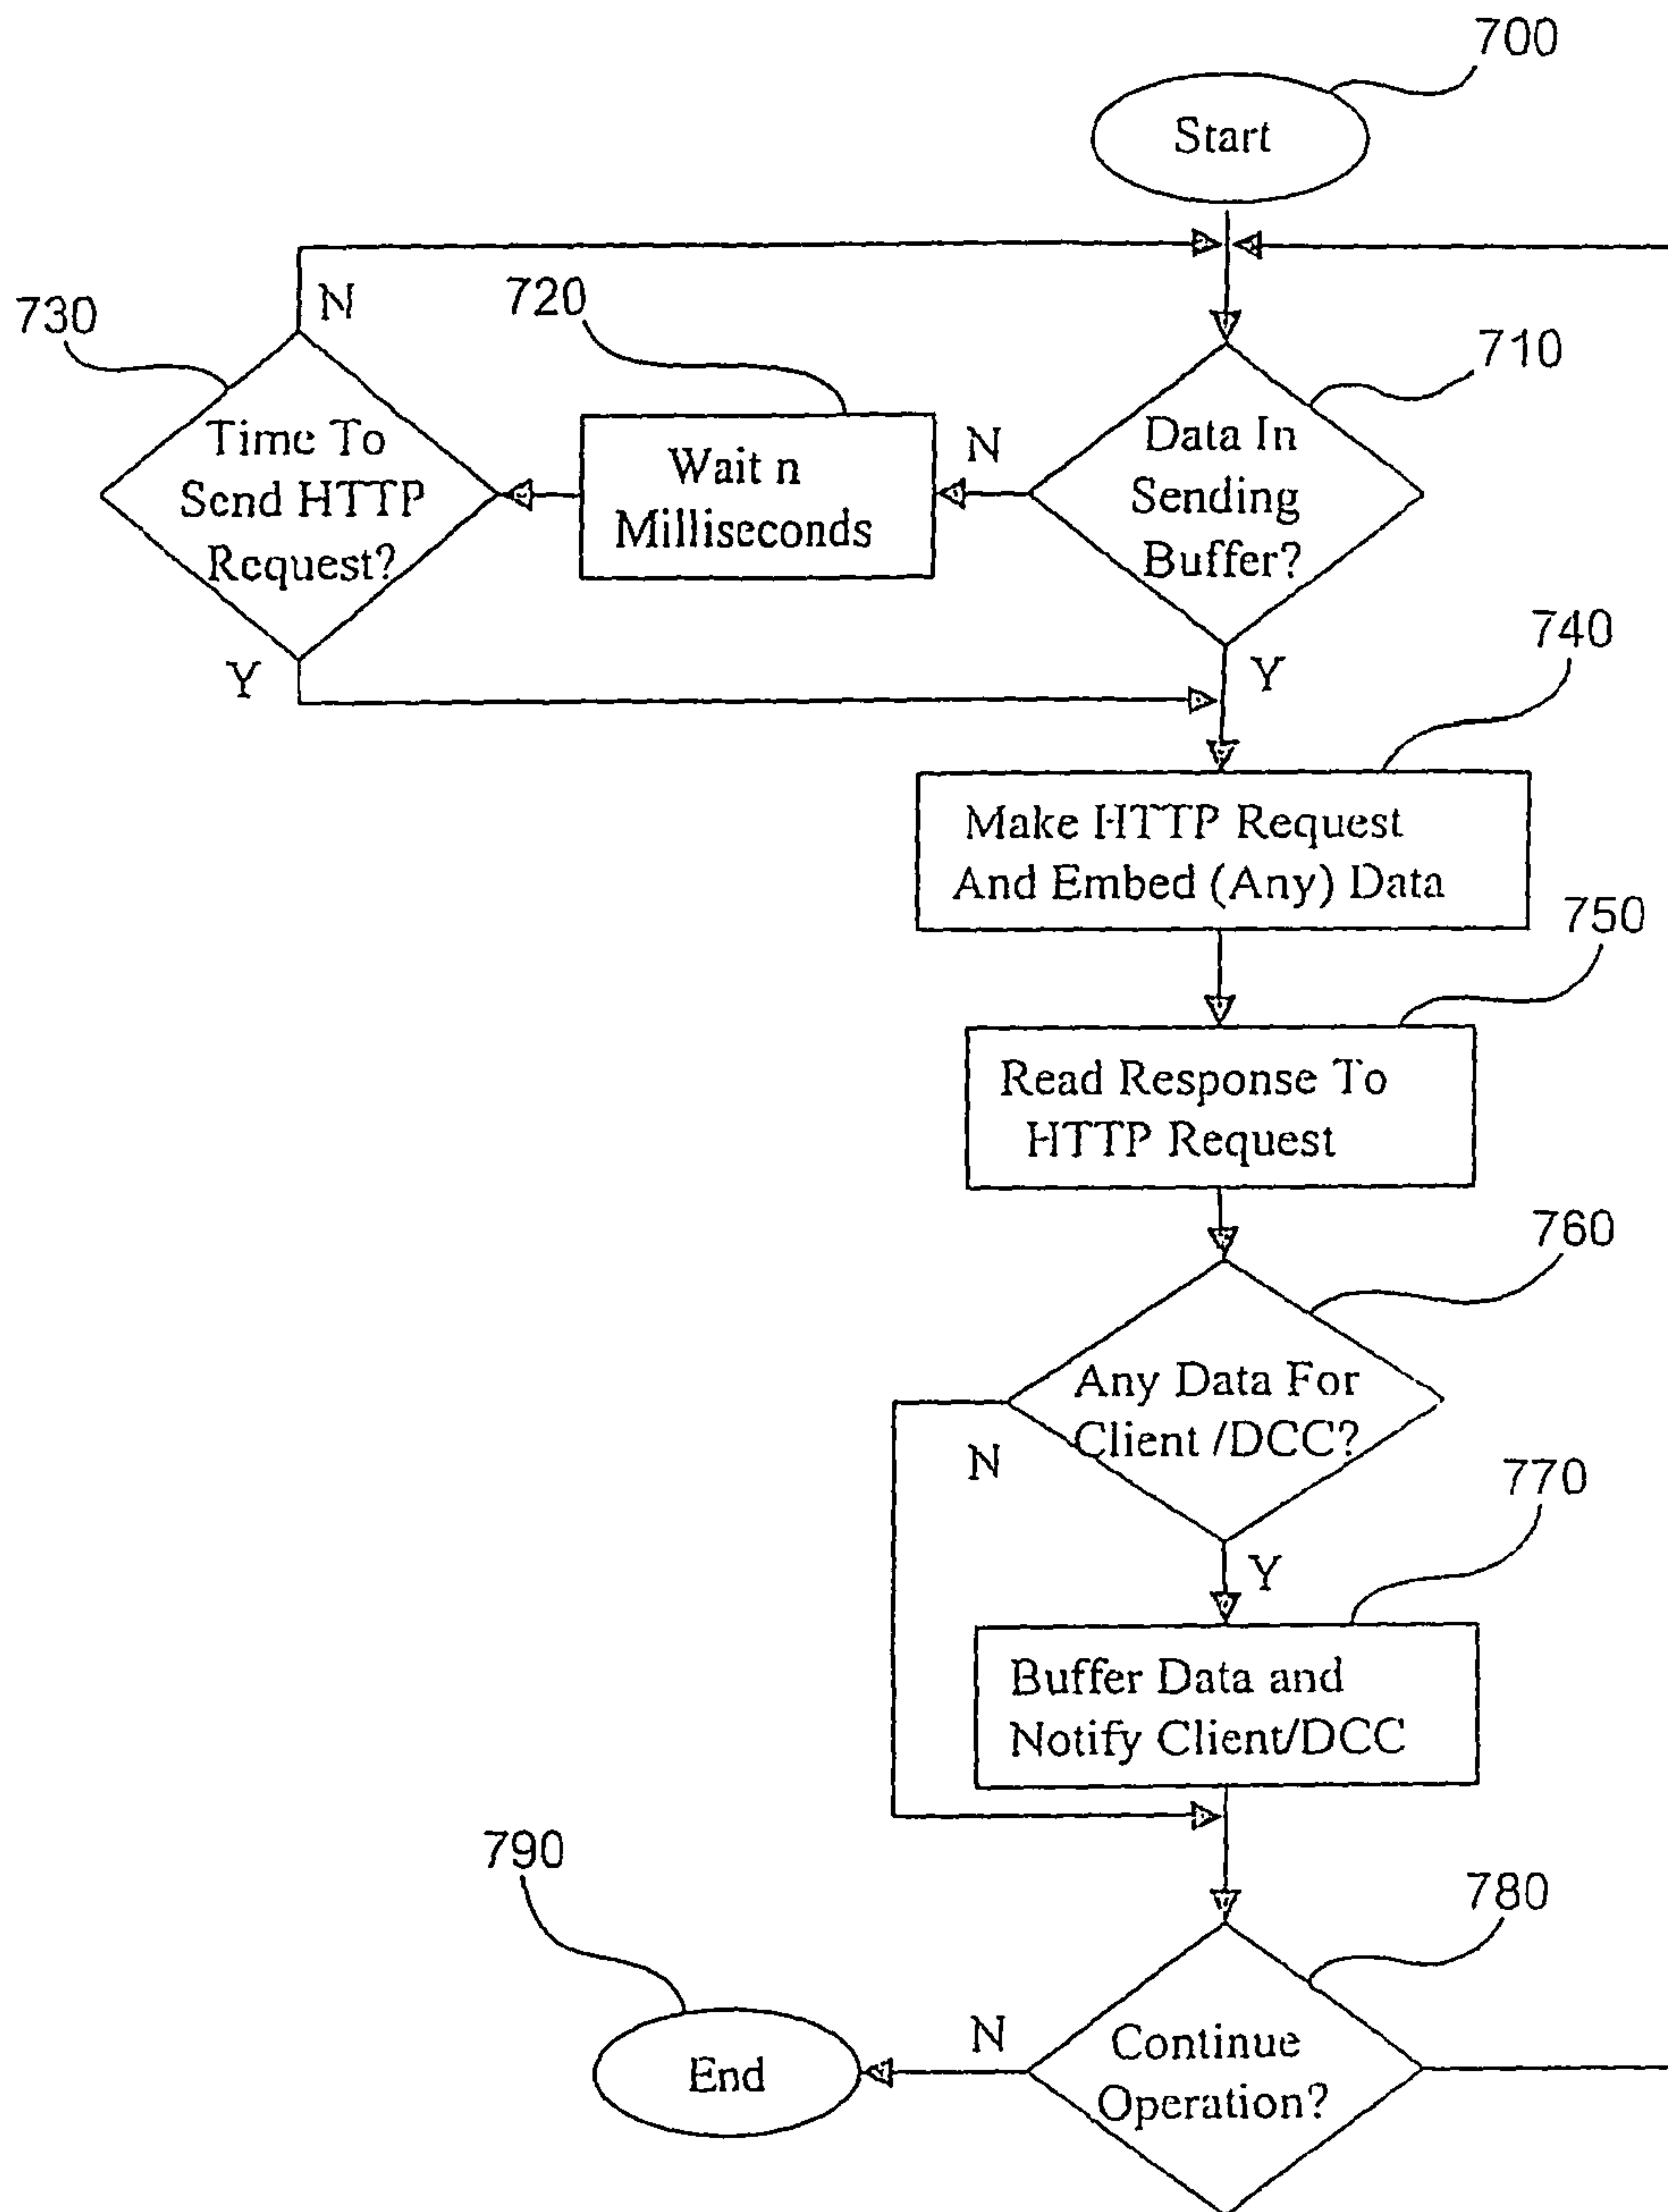 700
Start
N
730
720
710
Time To
Send HTTP
Request?
Wait n
Milliseconds
N
Data In
Sending
Buffer?
Y
Y
740
Make HTTP Request
And Embed (Any) Data
750
Read Response To
HTTP Request
760
Any Data For
Client /DCC?
N
770
Y
Buffer Data and
Notify Client/DCC
790
780
End
N
Continue
Operation?